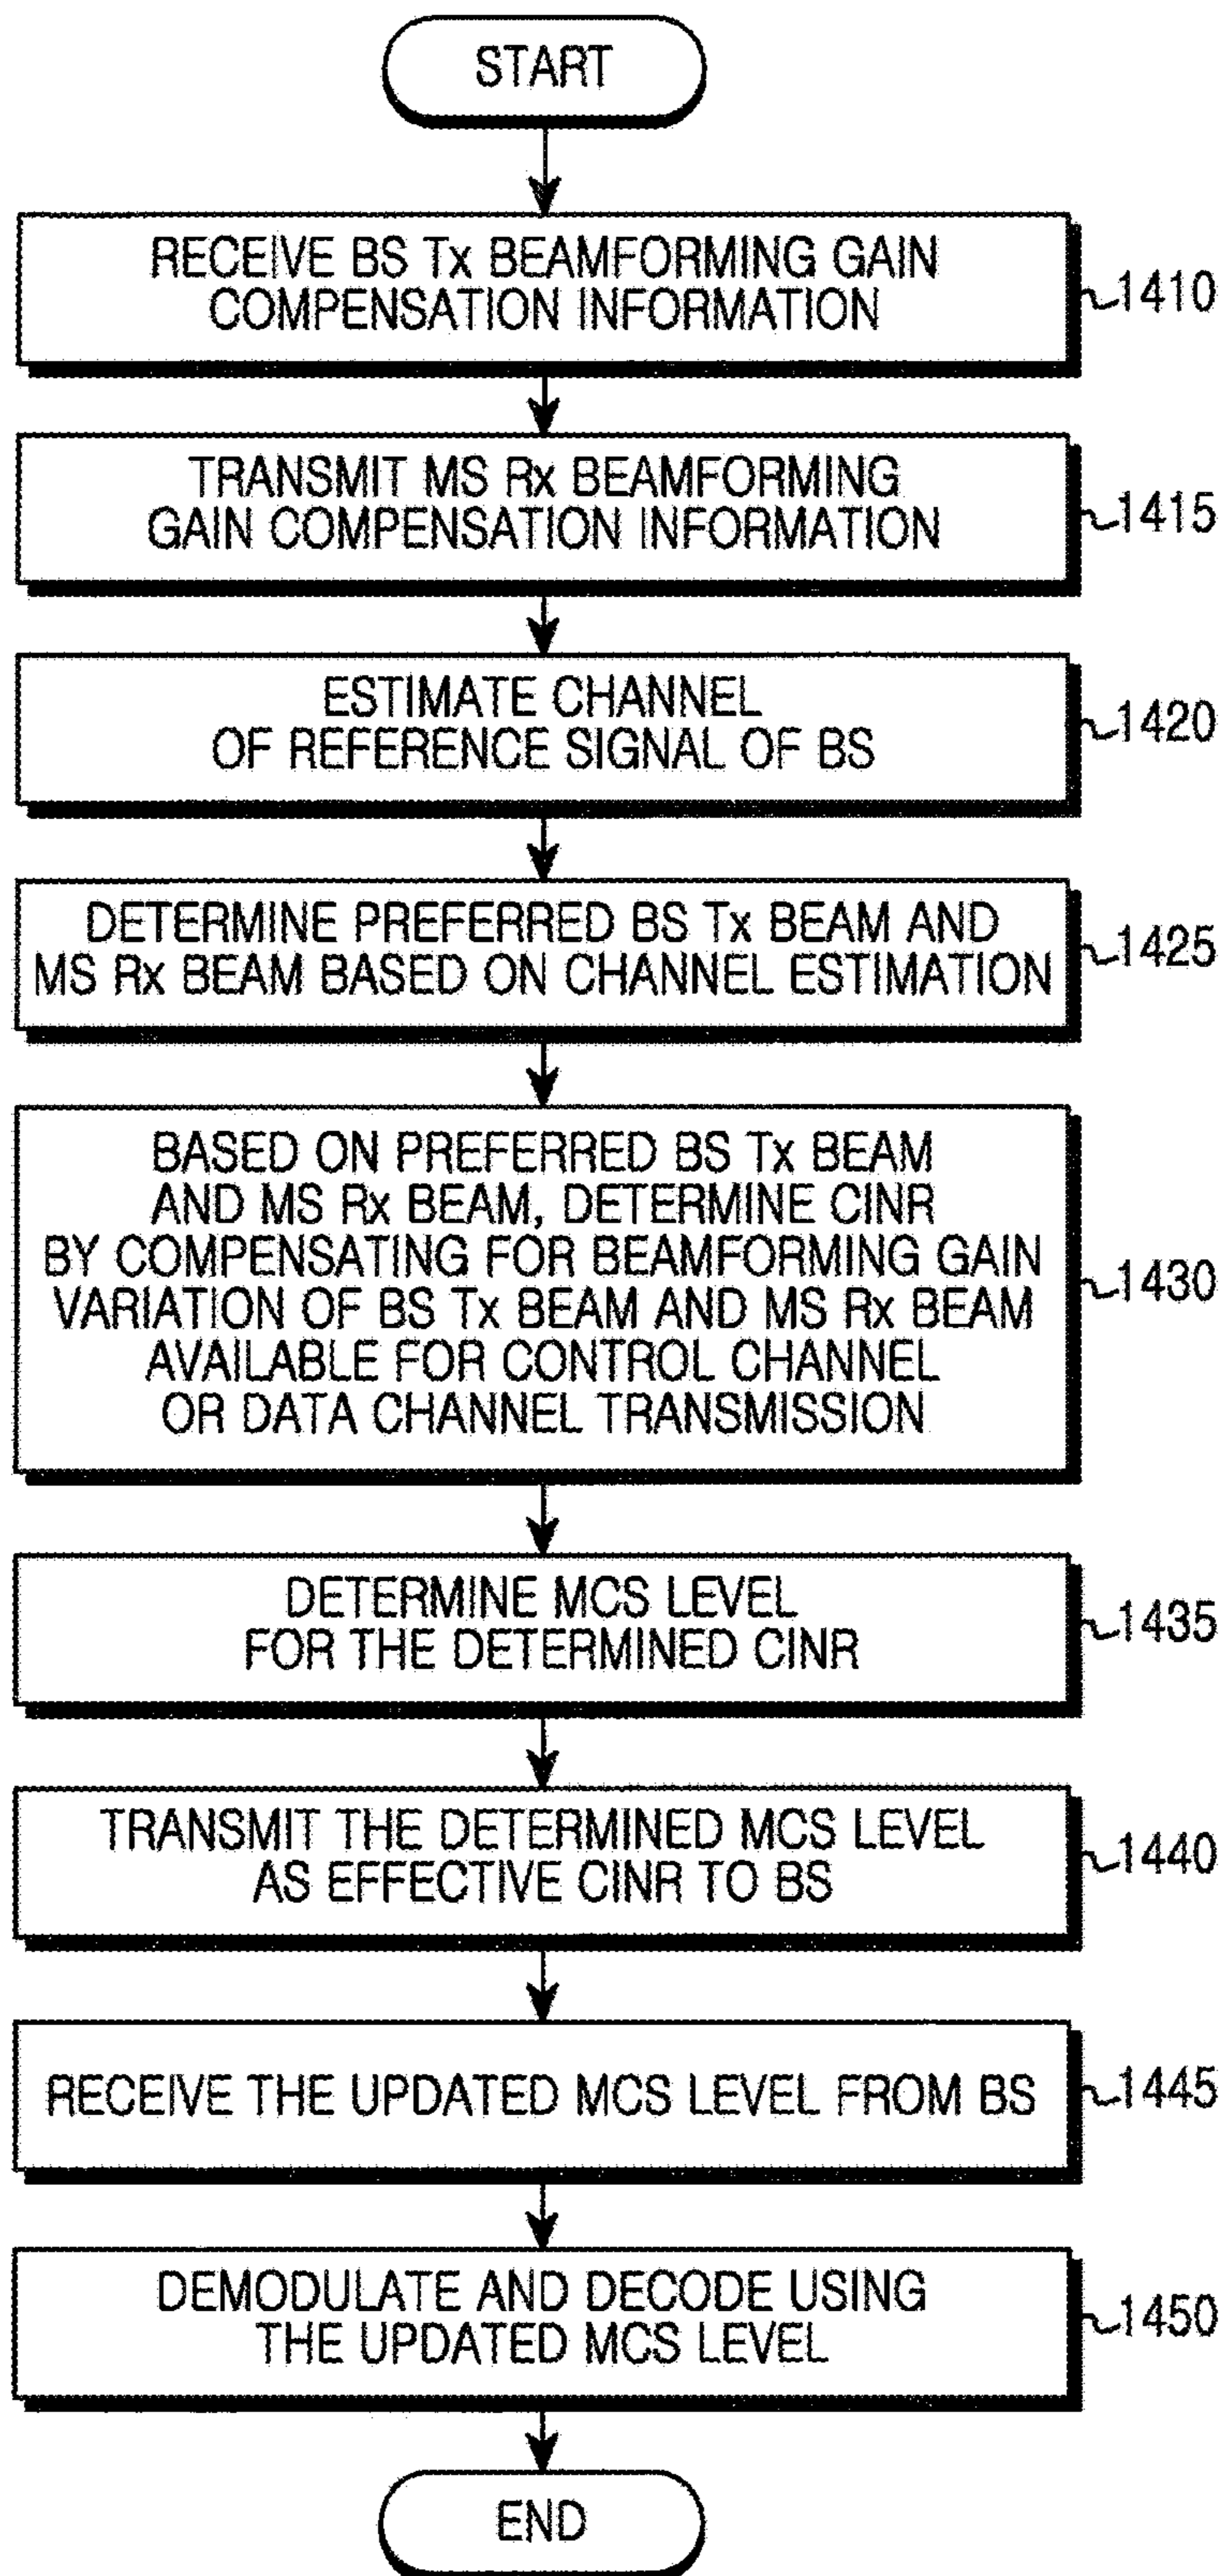 START
RECEIVE BS Tx BEAMFORMING GAIN
COMPENSATION INFORMATION
1410
TRANSMIT MS Rx BEAMFORMING
GAIN COMPENSATION INFORMATION
1415
ESTIMATE CHANNEL
OF REFERENCE SIGNAL OF BS
1420
DETERMINE PREFERRED BS Tx BEAM AND
MS Rx BEAM BASED ON CHANNEL ESTIMATION
1425
BASED ON PREFERRED BS Tx BEAM
AND MS Rx BEAM, DETERMINE CINR
BY COMPENSATING FOR BEAMFORMING GAIN
VARIATION OF BS Tx BEAM AND MS Rx BEAM
AVAILABLE FOR CONTROL CHANNEL
OR DATA CHANNEL TRANSMISSION
1430
DETERMINE MCS LEVEL
FOR THE DETERMINED CINR
1435
TRANSMIT THE DETERMINED MCS LEVEL
AS EFFECTIVE CINR TO BS
1440
RECEIVE THE UPDATED MCS LEVEL FROM BS
1445
DEMODULATE AND DECODE USING
THE UPDATED MCS LEVEL
1450
END